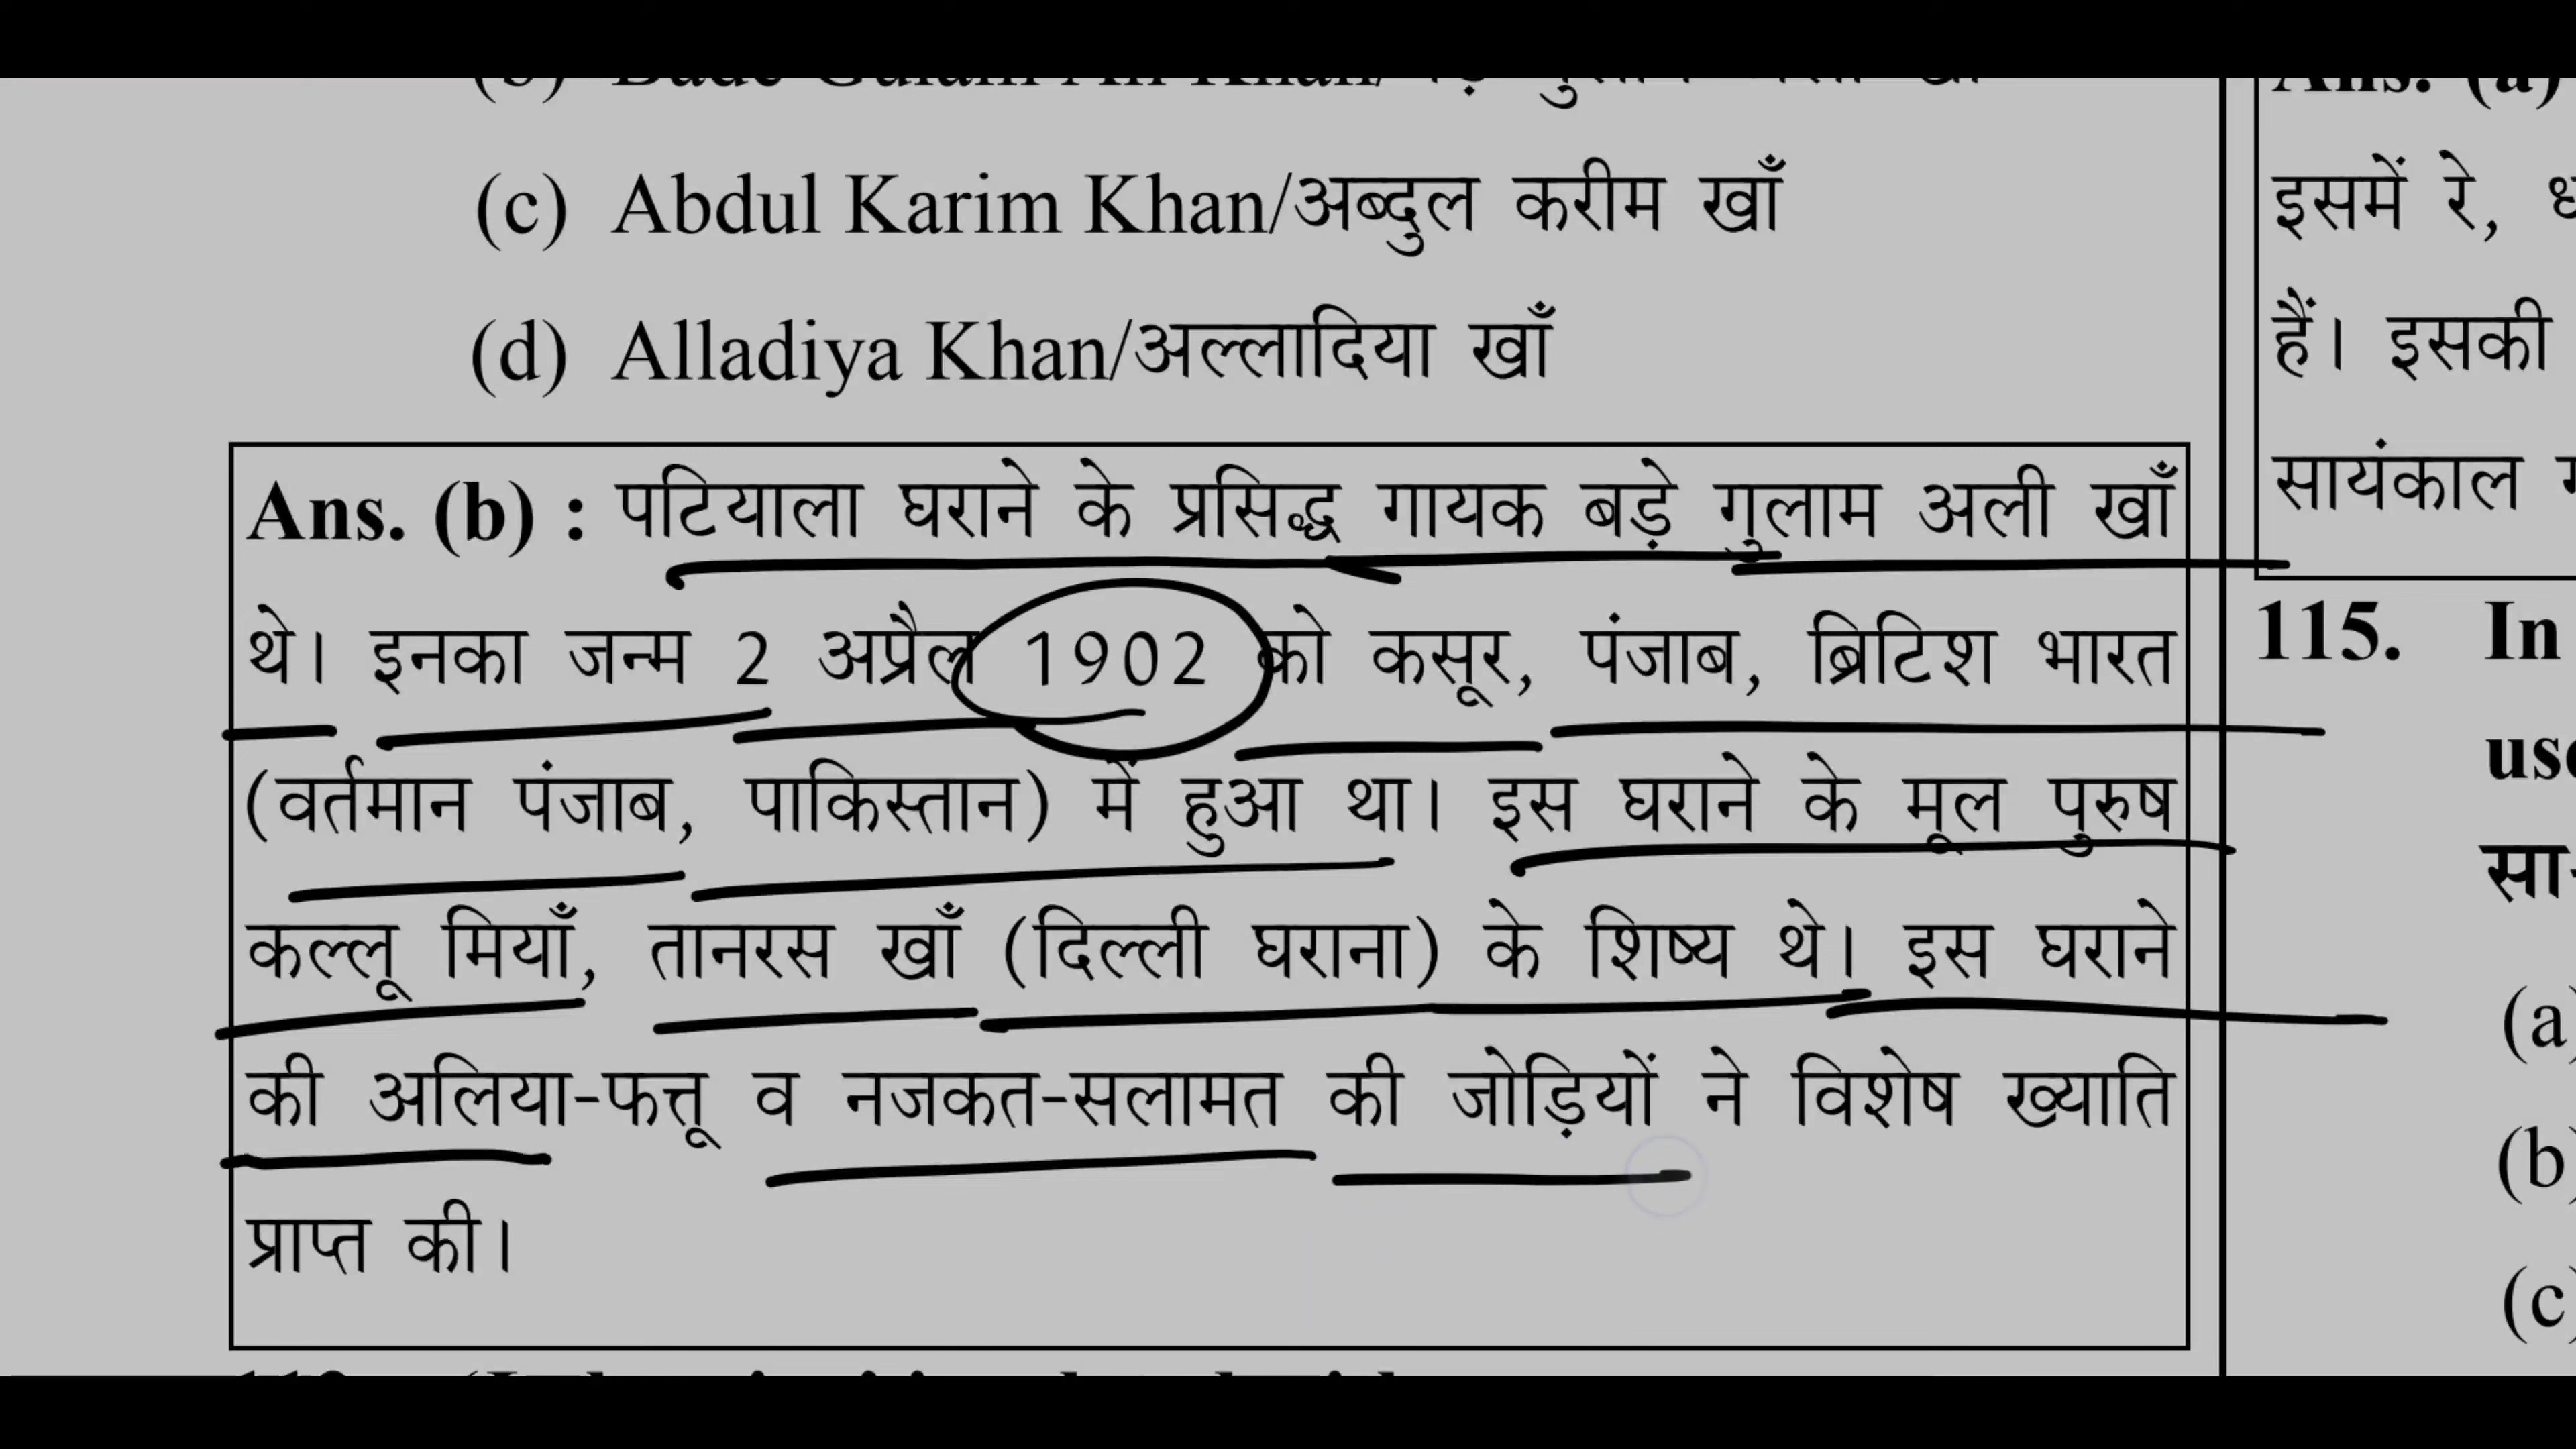 (c) Abdul Karim Khan/अब्दुल करीम खाँ
(d) Alladiya Khan/अल्लादिया खाँ
Ans. (b) : पटियाला घराने के प्रसिद्ध गायक बड़े गुलाम अली खाँ
थे। इनका जन्म 2 अप्रैल 1902 को कसूर, पंजाब, ब्रिटिश भारत
(वर्तमान पंजाब, पाकिस्तान) में हुआ था। इस घराने के मूल पुरुष
कल्लू मियाँ, तानरस खाँ (दिल्ली घराना) के शिष्य थे। इस घराने
की अलिया-फत्तू व नजकत-सलामत की जोड़ियों ने विशेष ख्याति
प्राप्त की।
Ans. (a)
इसमें रे,
हैं। इसकी
सायंकाल
115. In
(a)
(b)
(c